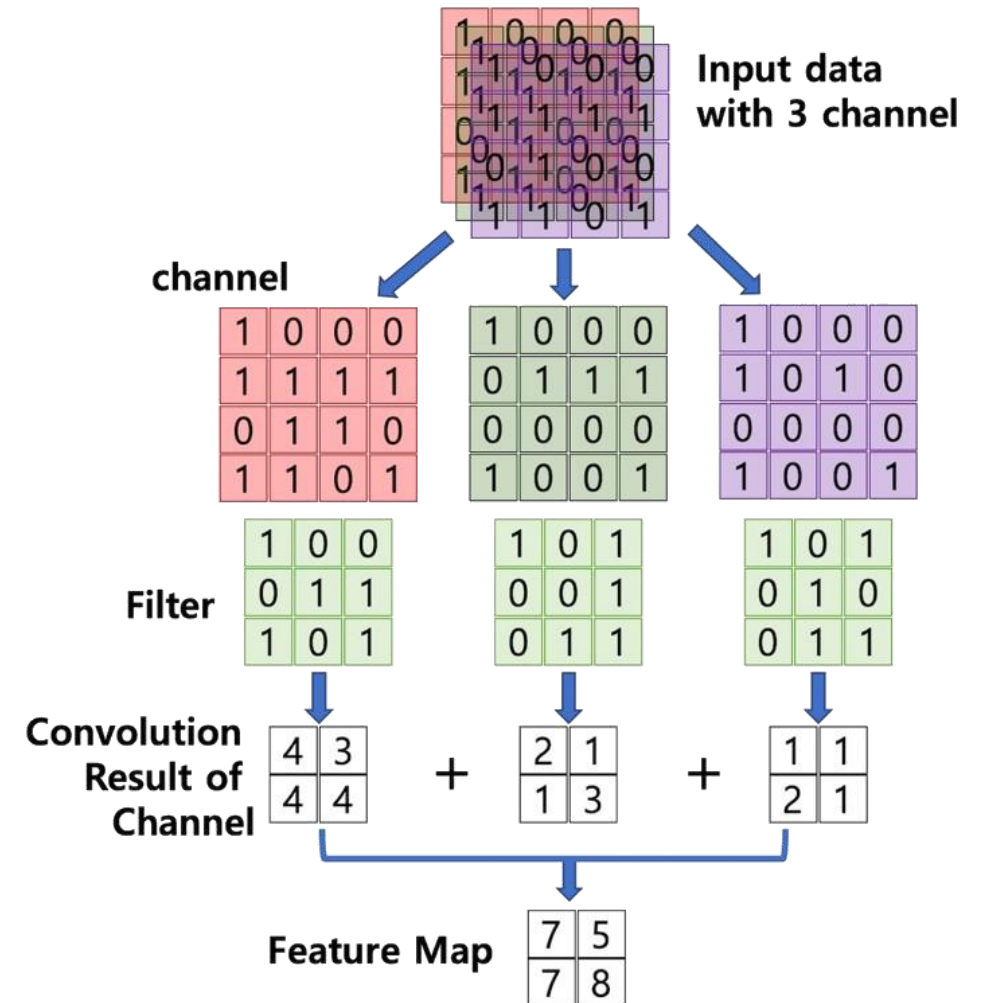 Input data
with 3 channel
channel
1 0 0 0
1 1 1 1
0 1 1 0
1 1 0 1
1 0 0 0
0 1 1 1
0 0 0 0
1 0 0 1
1 0 0 0
1 0 1 0
0 0 0 0
1 0 0 1
Filter
1 0 0
0 1 1
1 0 1
1 0 1
0 0 1
0 1 1
1 0 1
0 1 0
0 1 1
Convolution
Result of
Channel
4 3
4 4
+
2 1
1 3
+
1 1
2 1
Feature Map
7 5
7 8